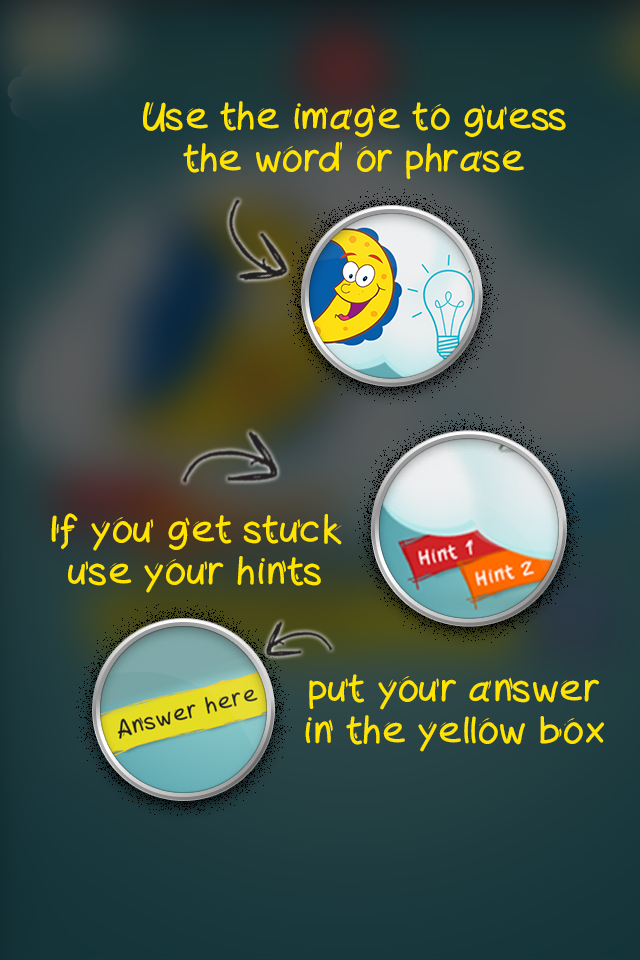 Use the image to guess
the word or phrase
Hint 1
Hint 2
If you get stuck
use your hints
Answer here
put your answer
in the yellow box